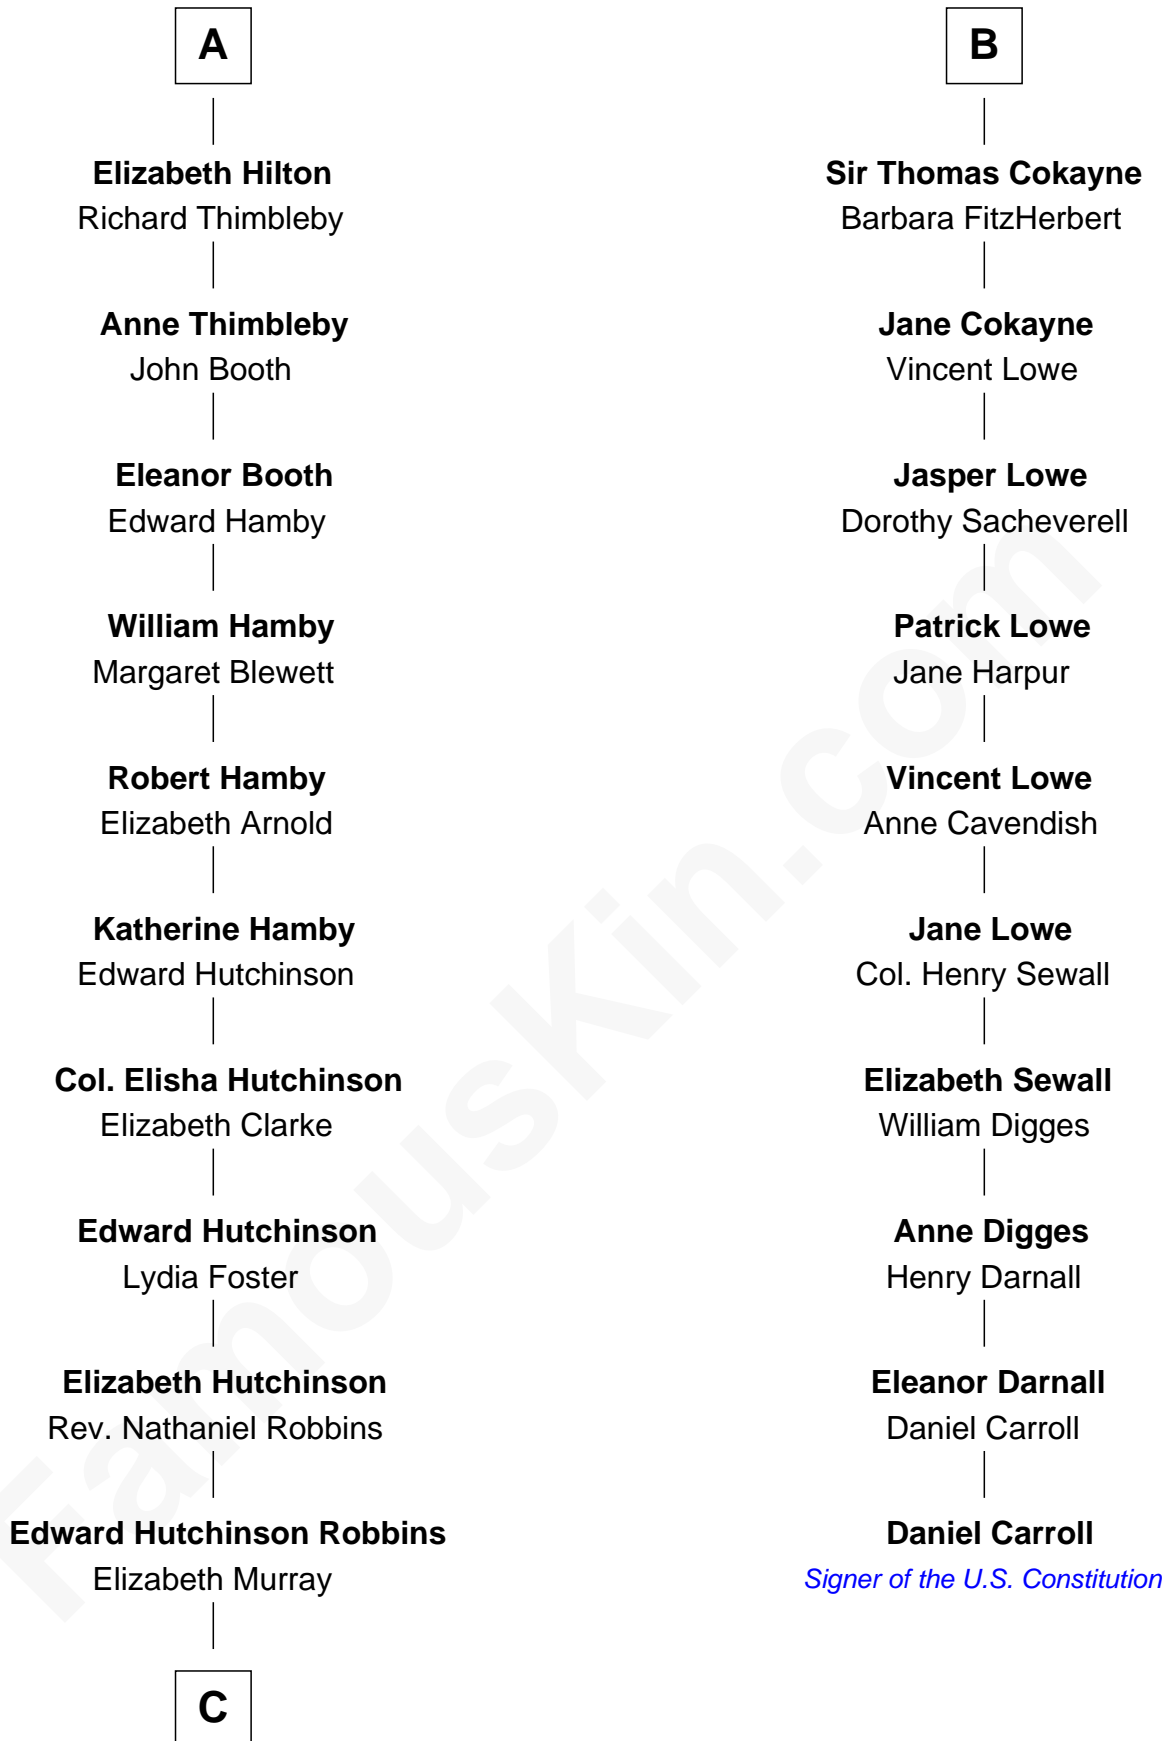 A
Elizabeth Hilton
Richard Thimbleby
Anne Thimbleby
John Booth
Eleanor Booth
Edward Hamby
William Hamby
Margaret Blewett
Robert Hamby
Elizabeth Arnold
Katherine Hamby
Edward Hutchinson
Col. Elisha Hutchinson
Elizabeth Clarke
Edward Hutchinson
Lydia Foster
Elizabeth Hutchinson
Rev. Nathaniel Robbins
Edward Hutchinson Robbins
Elizabeth Murray
C
B
Sir Thomas Cokayne
Barbara FitzHerbert
Jane Cokayne
Vincent Lowe
Jasper Lowe
Dorothy Sacheverell
Patrick Lowe
Jane Harpur
Vincent Lowe
Anne Cavendish
Jane Lowe
Col. Henry Sewall
Elizabeth Sewall
William Digges
Anne Digges
Henry Darnall
Eleanor Darnall
Daniel Carroll
Daniel Carroll
Signer of the U.S. Constitution
FamousKin.com